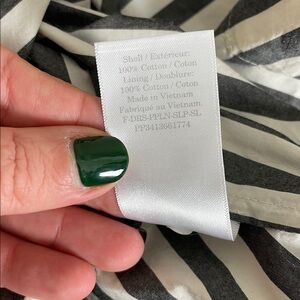 Shell / Extérieur:
100% Cotton / Coton
Lining / Doublure:
100% Cotton / Coton
Made in Vietnam
Fabriqué au Vietnam.
F-DRS-PPLN-SLP-SL
PP3413661774